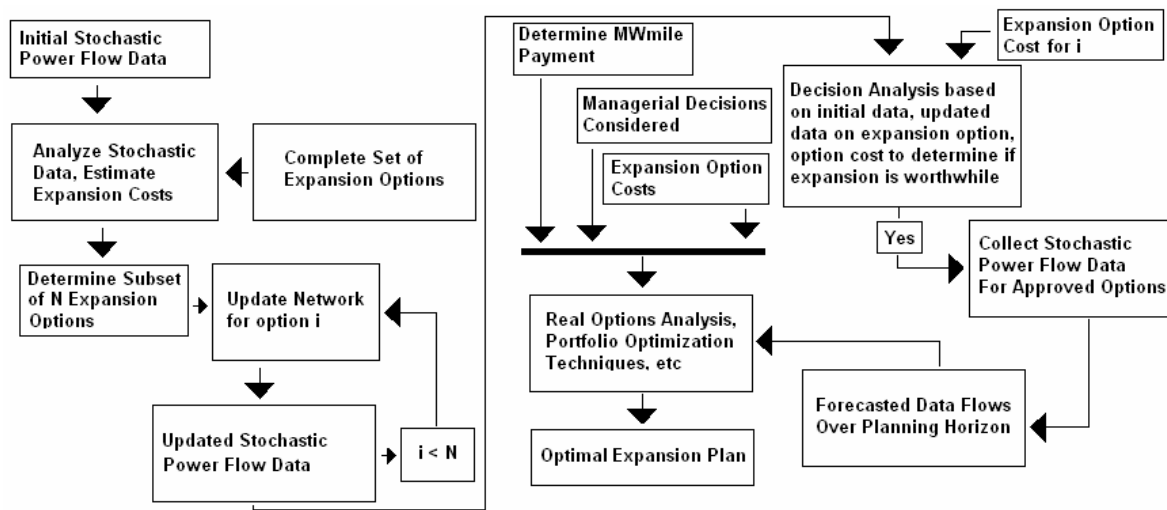 Initial Stochastic
Power Flow Data
Analyze Stochastic
Data, Estimate
Expansion Costs
Complete Set of
Expansion Options
Determine Subset
of N Expansion
Options
Update Network
for option i
Updated Stochastic
Power Flow Data
i < N
Determine MWmile
Payment
Managerial Decisions
Considered
Expansion Option
Costs
Real Options Analysis,
Portfolio Optimization
Techniques, etc
Optimal Expansion Plan
Expansion Option
Cost for i
Decision Analysis based
on initial data, updated
data on expansion option,
option cost to determine if
expansion is worthwhile
Yes
Collect Stochastic
Power Flow Data
For Approved Options
Forecasted Data Flows
Over Planning Horizon